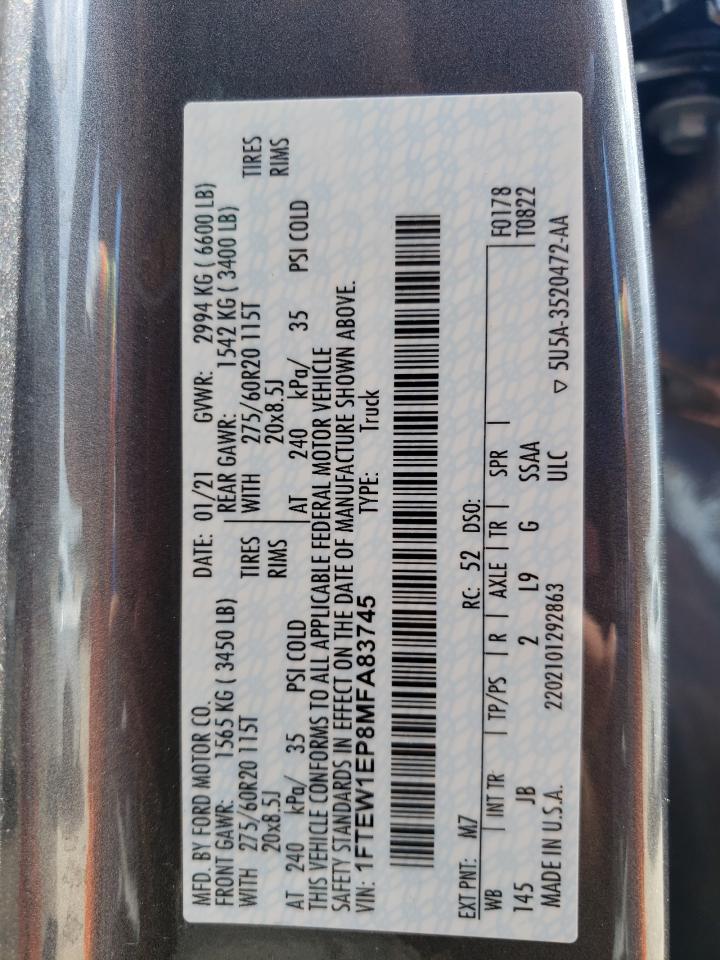 MFD. BY FORD MOTOR CO. DATE: 01/21 GVWR: 2994 KG ( 6600 LB)
FRONT GAWR: 1565 KG ( 3450 LB) REAR GAWR: 1542 KG ( 3400 LB)
WITH 275/60R20 115T TIRES WITH 275/60R20 115T TIRES
20x8.5J RIMS 20x8.5J RIMS
AT 240 kPa/ 35 PSI COLD AT 240 kPa/ 35 PSI COLD
THIS VEHICLE CONFORMS TO ALL APPLICABLE FEDERAL MOTOR VEHICLE
SAFETY STANDARDS IN EFFECT ON THE DATE OF MANUFACTURE SHOWN ABOVE.
VIN: 1FTEW1EP8MFA83745 TYPE: Truck
EXT PNT: M7 RC: 52 DSO:
WB | INT TR | TP/PS | R | AXLE | TR | SPR | F0178
145 JB 2 L9 G SSAA T0822
MADE IN U.S.A. 2202101292863 ULC ▽ 5U5A-3520472-AA